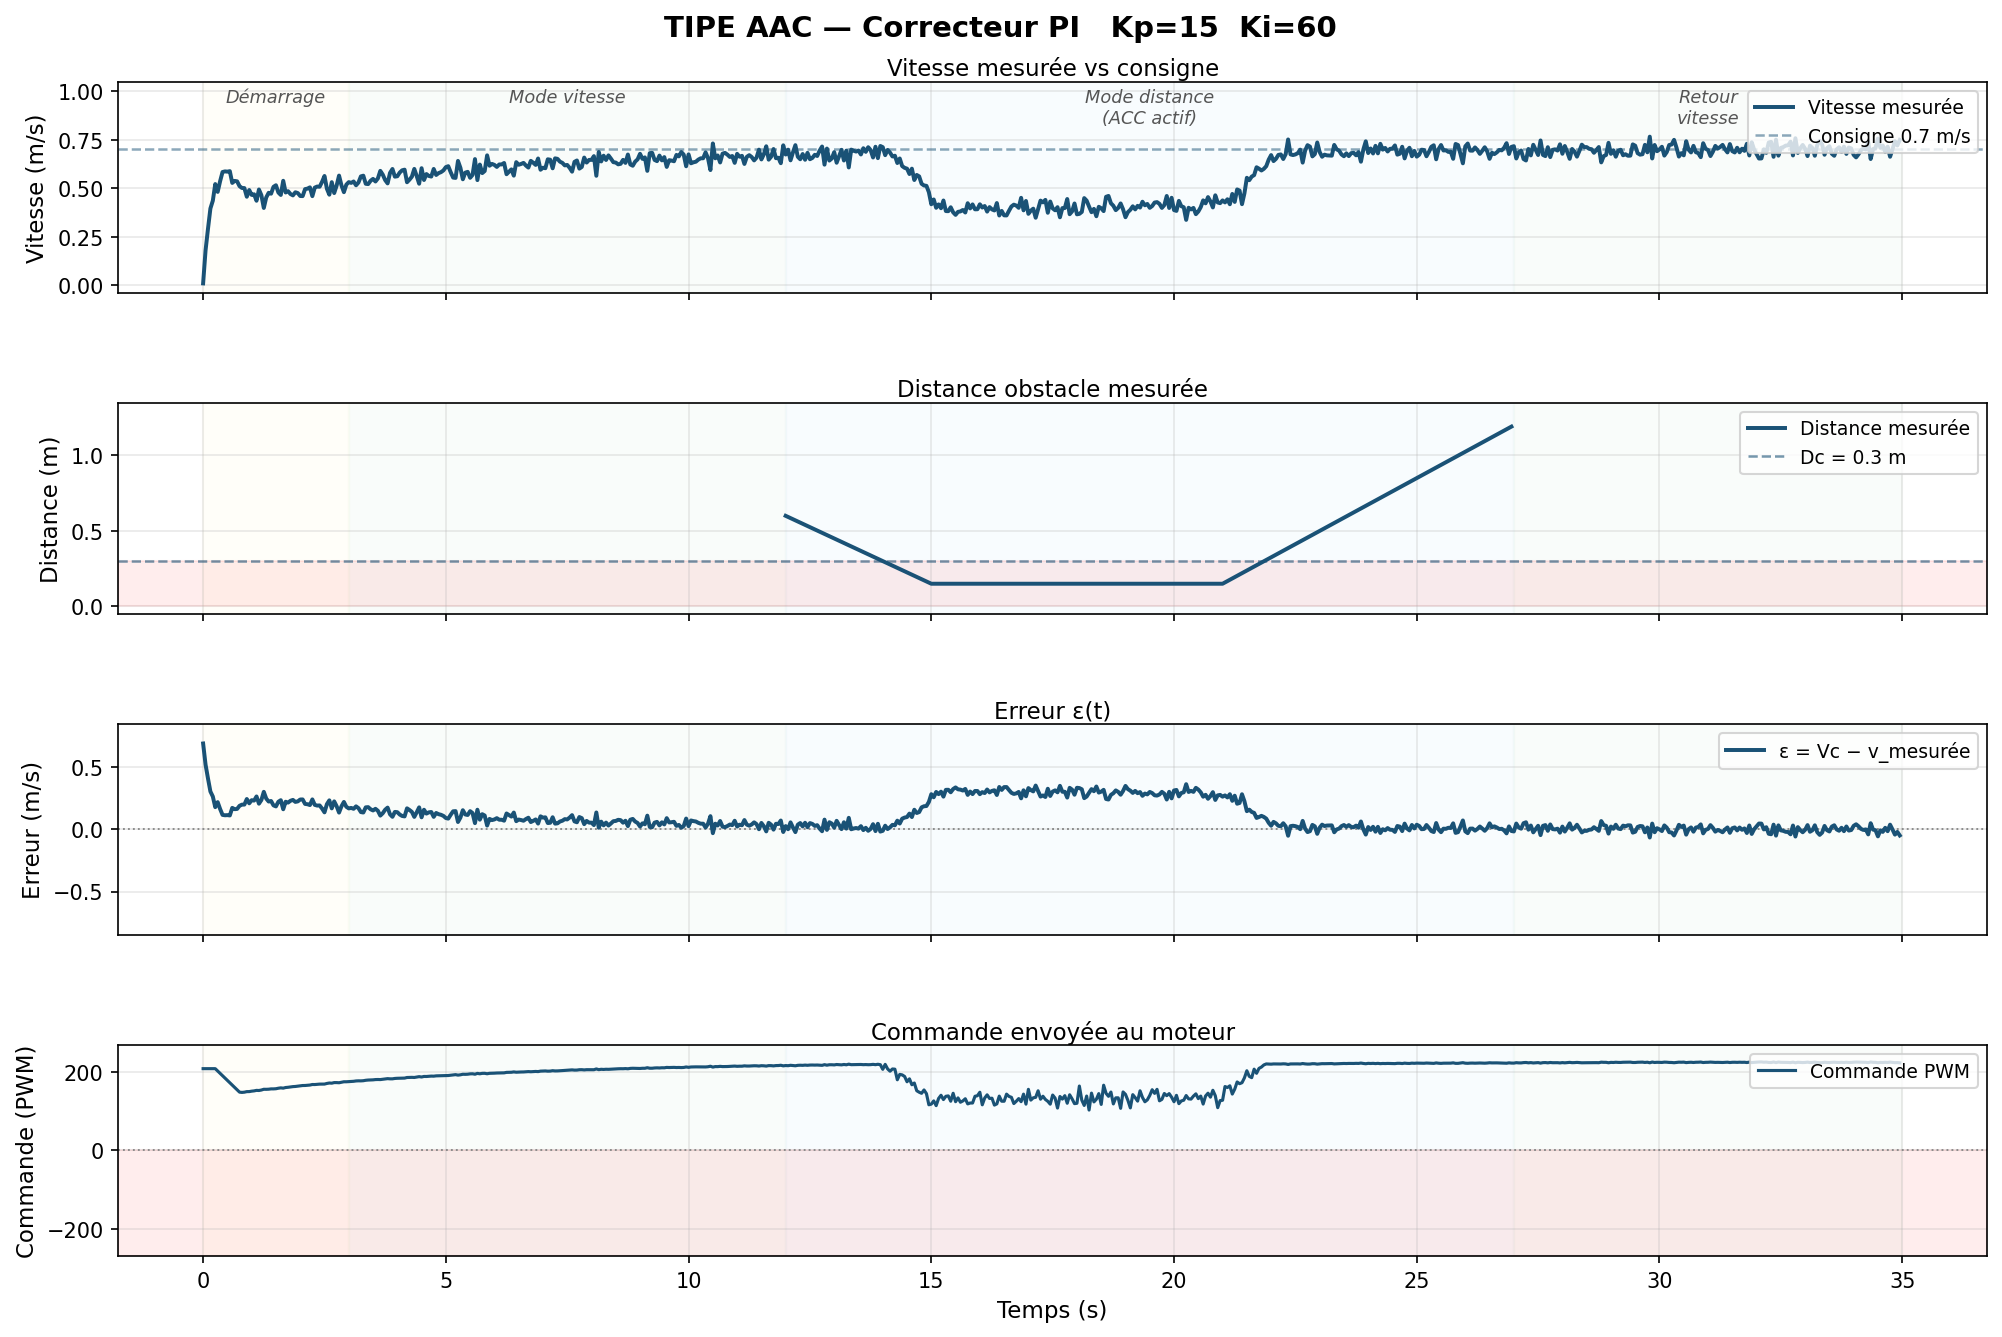 TIPE AAC — Correcteur PI   Kp=15  Ki=60
Vitesse mesurée vs consigne
Vitesse (m/s)
1.00
0.75
0.50
0.25
0.00
Démarrage
Mode vitesse
Mode distance
(ACC actif)
Retour
vitesse
Vitesse mesurée
Consigne 0.7 m/s
Distance obstacle mesurée
Distance (m)
1.0
0.5
0.0
Distance mesurée
Dc = 0.3 m
Erreur ε(t)
Erreur (m/s)
0.5
0.0
−0.5
ε = Vc − v_mesurée
Commande envoyée au moteur
Commande (PWM)
200
0
−200
Commande PWM
0 5 10 15 20 25 30 35
Temps (s)